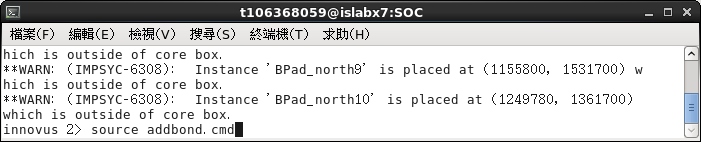 t106368059@islabx7:SOC
檔案(F) 編輯(E) 檢視(V) 搜尋(S) 終端機(T) 求助(H)
hich is outside of core box.
**WARN: (IMPSYC-6308):  Instance 'BPad_north9' is placed at (1155800, 1531700) w
hich is outside of core box.
**WARN: (IMPSYC-6308):  Instance 'BPad_north10' is placed at (1249780, 1361700)
which is outside of core box.
innovus 2> source addbond.cmd